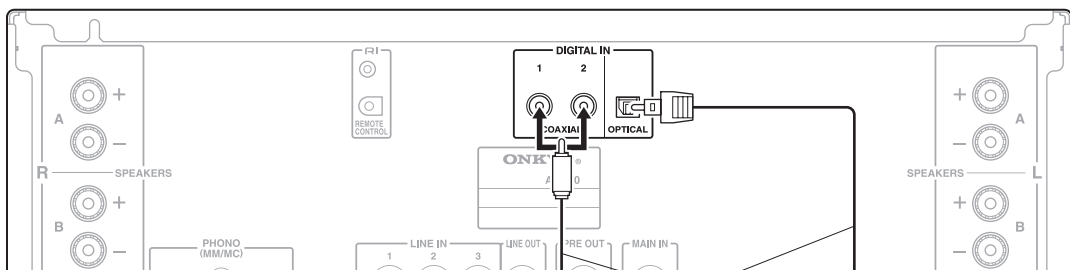 RI
REMOTE
CONTROL
DIGITAL IN
1 2
COAXIAL OPTICAL
+
A
−
R SPEAKERS
+
B
−
+
A
−
SPEAKERS L
+
B
−
PHONO
(MM/MC)
LINE IN
1 2 3
LINE OUT
PRE OUT
MAIN IN